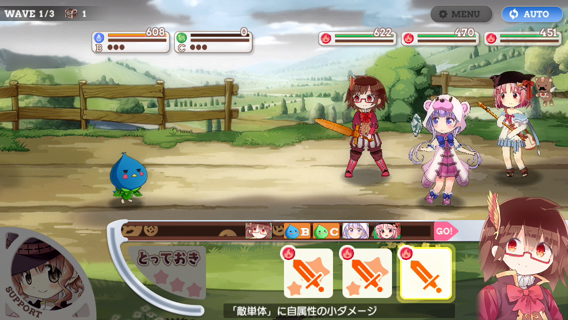 WAVE 1/3 1
MENU
AUTO
608
B
0
C
622
470
451
B
C
GO!
とっておき
SUPPORT
「敵単体」に自属性の小ダメージ